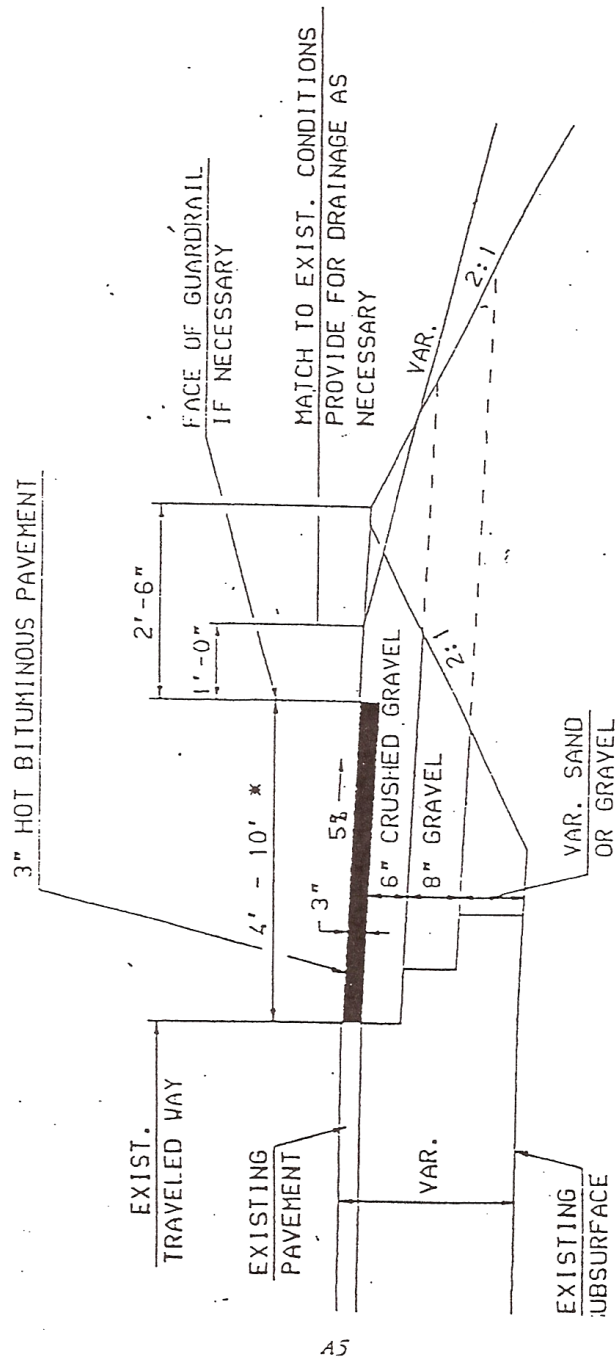 3" HOT BITUMINOUS PAVEMENT
FACE OF GUARDRAIL
IF NECESSARY
MATCH TO EXIST. CONDITIONS
PROVIDE FOR DRAINAGE AS
NECESSARY
EXIST.
TRAVELED WAY
4' - 10' *
2'-6"
1'-0"
EXISTING
PAVEMENT
3"
5%
6" CRUSHED GRAVEL
8" GRAVEL
VAR.
2:1
2:1
VAR.
VAR. SAND
OR GRAVEL
EXISTING
UBSURFACE
A5